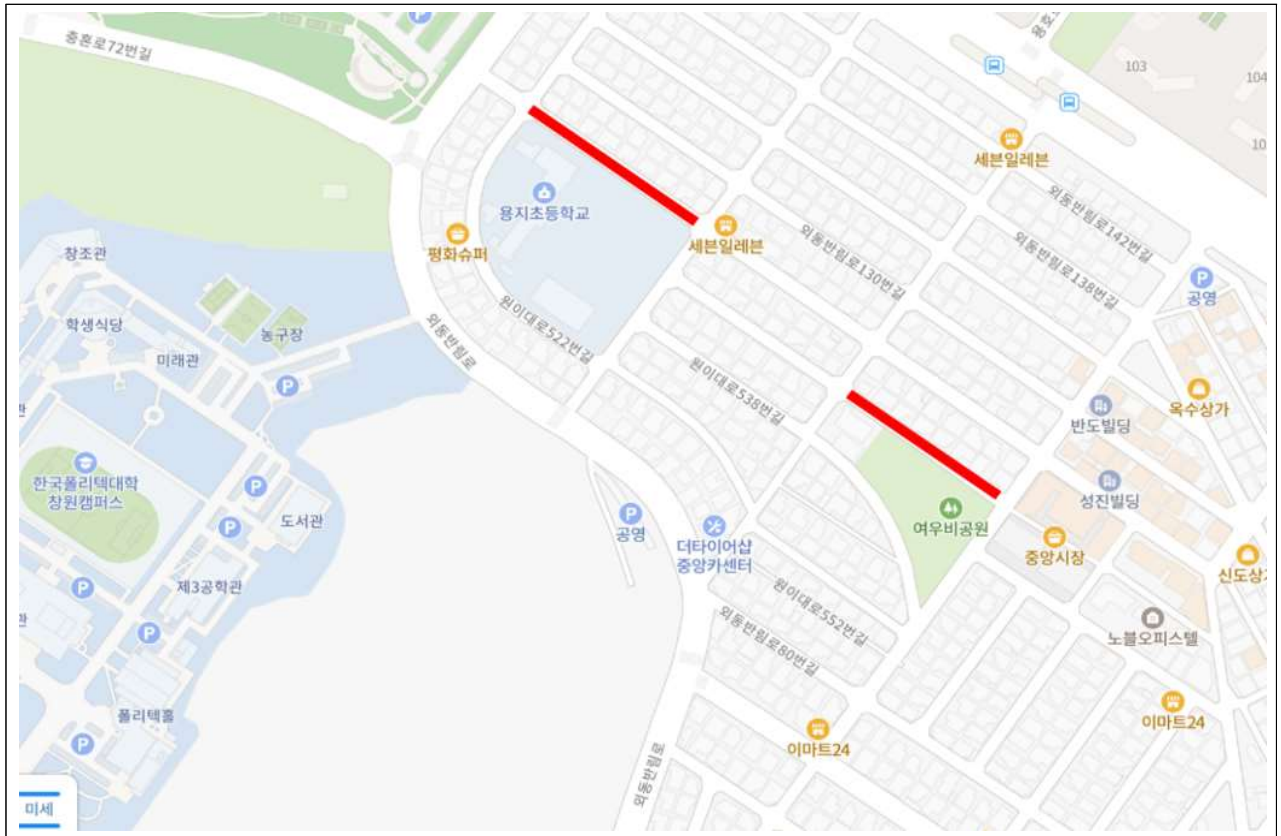 충혼로72번길
P
용호로
103
104
10
세븐일레븐
외동반림로142번길
용지초등학교
세븐일레븐
평화슈퍼
외동반림로130번길
외동반림로138번길
P
공영
창조관
학생식당
농구장
미래관
P
원이대로522번길
외동반림로
원이대로538번길
옥수상가
반도빌딩
관
한국폴리텍대학
창원캠퍼스
P
도서관
P
공영
더타이어샵
중앙카센터
여우비공원
성진빌딩
중앙시장
신도상가
P
제3공학관
관
P
원이대로552번길
외동반림로80번길
노블오피스텔
폴리텍홀
P
이마트24
이마트24
외동반림로
미세